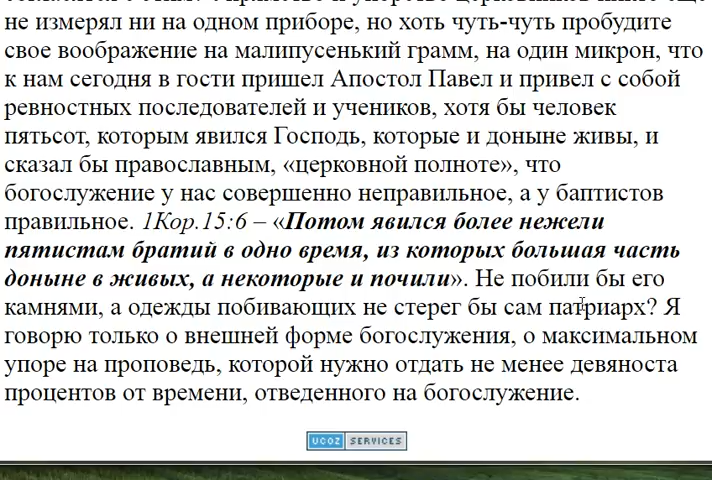 не измерял ни на одном приборе, но хоть чуть-чуть пробудите
свое воображение на малипусенький грамм, на один микрон, что
к нам сегодня в гости пришел Апостол Павел и привел с собой
ревностных последователей и учеников, хотя бы человек
пятьсот, которым явился Господь, которые и доныне живы, и
сказал бы православным, «церковной полноте», что
богослужение у нас совершенно неправильное, а у баптистов
правильное. 1Кор.15:6 – «Потом явился более нежели
пятистам братий в одно время, из которых большая часть
доныне в живых, а некоторые и почили». Не побили бы его
камнями, а одежды побивающих не стерег бы сам патриарх? Я
говорю только о внешней форме богослужения, о максимальном
упоре на проповедь, которой нужно отдать не менее девяноста
процентов от времени, отведенного на богослужение.
UCOZ SERVICES